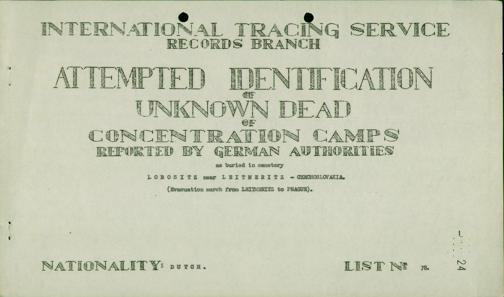 INTERNATIONAL TRACING SERVICE
RECORDS BRANCH
ATTEMPTED IDENTIFICATION
OF
UNKNOWN DEAD
OF
CONCENTRATION CAMPS
REPORTED BY GERMAN AUTHORITIES
as buried in cemetery
LOBOSITZ near LEITMERITZ - CZECHOSLOVAKIA.
(Evacuation march from LEITMERITZ to PRAGUE).
NATIONALITY: DUTCH.
LIST Nº 78.
24